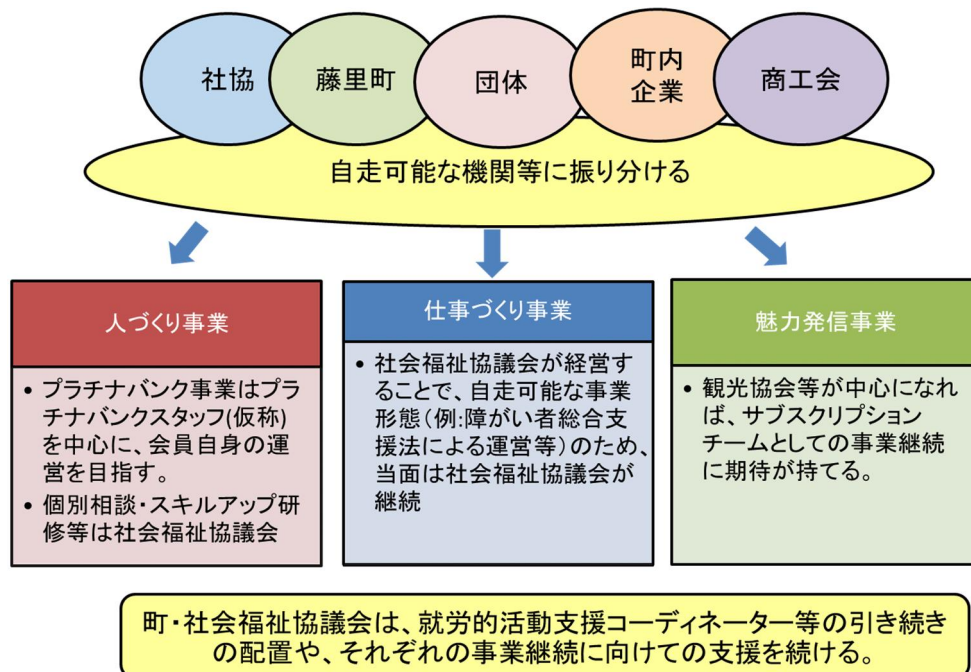 社協
藤里町
団体
町内
企業
商工会
自走可能な機関等に振り分ける
人づくり事業
• プラチナバンク事業はプラ
チナバンクスタッフ(仮称)
を中心に、会員自身の運
営を目指す。
• 個別相談・スキルアップ研
修等は社会福祉協議会
仕事づくり事業
• 社会福祉協議会が経営す
ることで、自走可能な事業
形態(例:障がい者総合支
援法による運営等)のため、
当面は社会福祉協議会が
継続
魅力発信事業
• 観光協会等が中心になれ
ば、サブスクリプション
チームとしての事業継続
に期待が持てる。
町・社会福祉協議会は、就労的活動支援コーディネーター等の引き続き
の配置や、それぞれの事業継続に向けての支援を続ける。